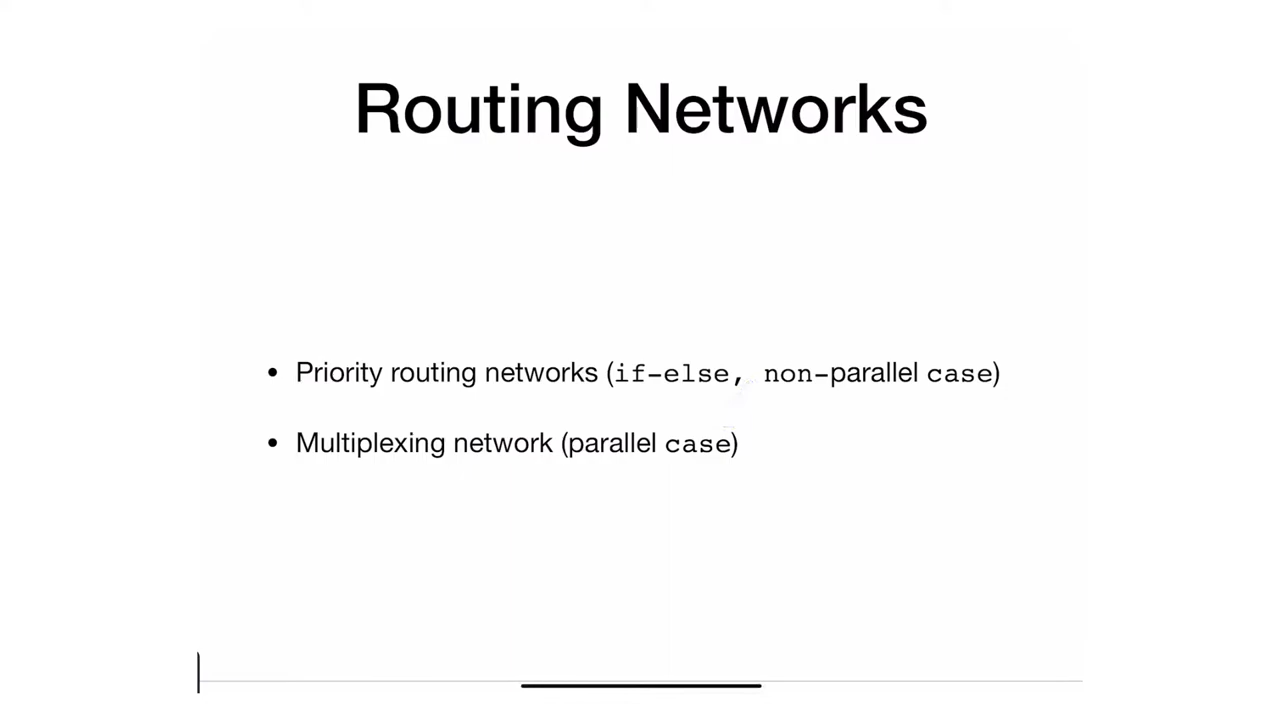 Routing Networks
• Priority routing networks (if-else, non-parallel case)
• Multiplexing network (parallel case)